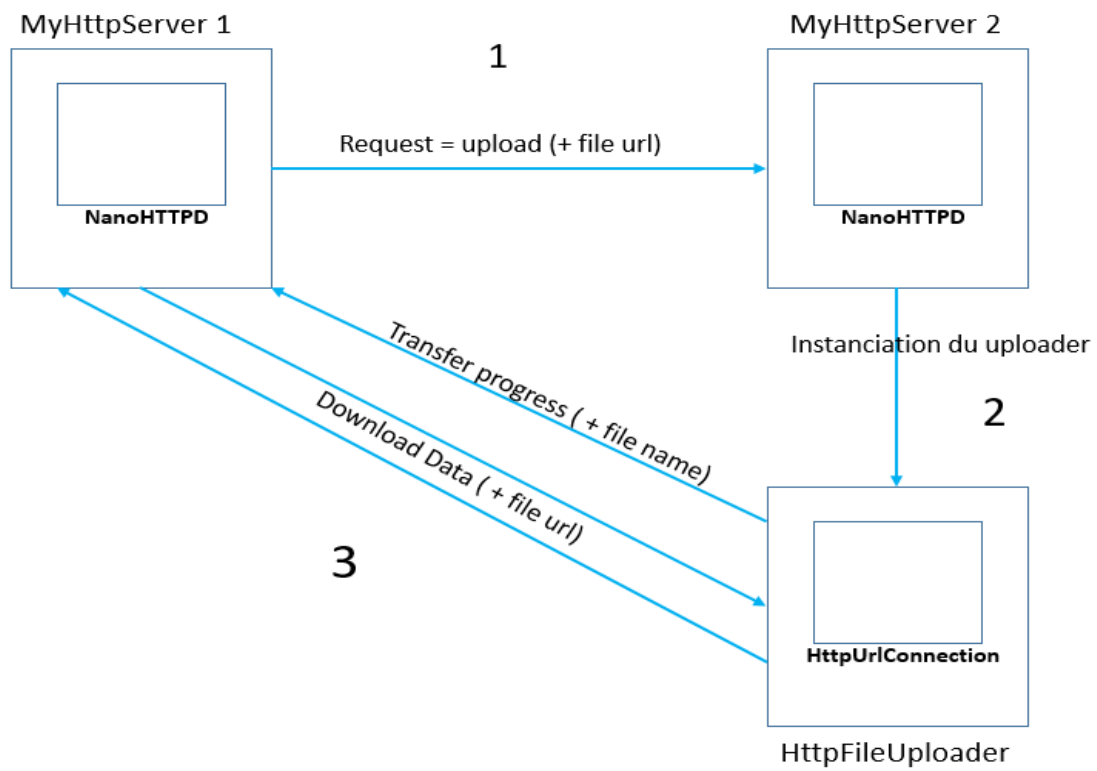 MyHttpServer 1
MyHttpServer 2
1
Request = upload (+ file url)
NanoHTTPD
NanoHTTPD
Transfer progress ( + file name)
Instanciation du uploader
Download Data ( + file url)
2
3
HttpUrlConnection
HttpFileUploader